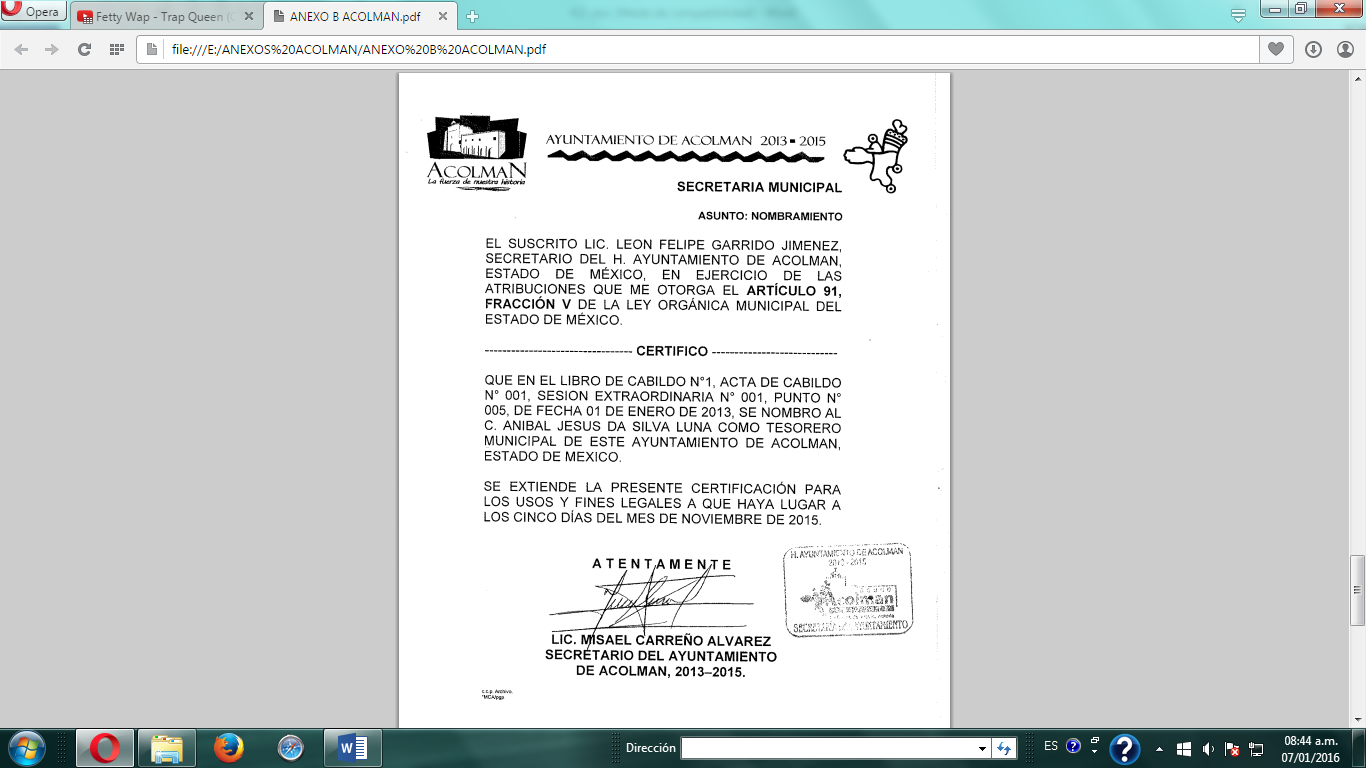 Opera
Fetty Wap - Trap Queen (
ANEXO B ACOLMAN.pdf
file:///E:/ANEXOS%20ACOLMAN/ANEXO%20B%20ACOLMAN.pdf
AYUNTAMIENTO DE ACOLMAN 2013 ▪ 2015
ACOLMAN
La fuerza de nuestra historia
SECRETARIA MUNICIPAL
ASUNTO: NOMBRAMIENTO
EL SUSCRITO LIC. LEON FELIPE GARRIDO JIMENEZ,
SECRETARIO DEL H. AYUNTAMIENTO DE ACOLMAN,
ESTADO DE MÉXICO, EN EJERCICIO DE LAS
ATRIBUCIONES QUE ME OTORGA EL ARTÍCULO 91,
FRACCIÓN V DE LA LEY ORGÁNICA MUNICIPAL DEL
ESTADO DE MÉXICO.
--------------------------------- CERTIFICO ----------------------------
QUE EN EL LIBRO DE CABILDO N°1, ACTA DE CABILDO
N° 001, SESION EXTRAORDINARIA N° 001, PUNTO N°
005, DE FECHA 01 DE ENERO DE 2013, SE NOMBRO AL
C. ANIBAL JESUS DA SILVA LUNA COMO TESORERO
MUNICIPAL DE ESTE AYUNTAMIENTO DE ACOLMAN,
ESTADO DE MEXICO.
SE EXTIENDE LA PRESENTE CERTIFICACIÓN PARA
LOS USOS Y FINES LEGALES A QUE HAYA LUGAR A
LOS CINCO DÍAS DEL MES DE NOVIEMBRE DE 2015.
A T E N T A M E N T E
H. AYUNTAMIENTO DE ACOLMAN
2013 - 2015
Acolman
SECRETARIA DEL AYUNTAMIENTO
LIC. MISAEL CARREÑO ALVAREZ
SECRETARIO DEL AYUNTAMIENTO
DE ACOLMAN, 2013–2015.
c.c.p. Archivo.
*MCA/pgs
Dirección
ES
08:44 a.m.
07/01/2016